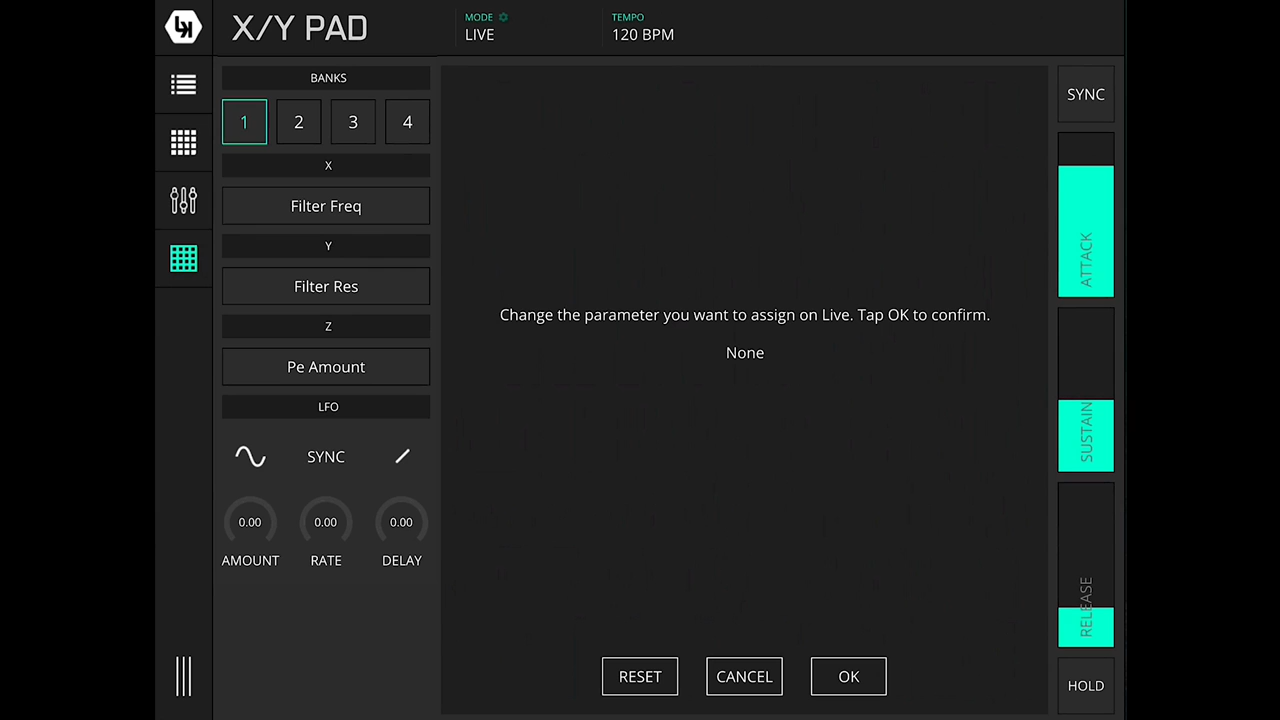 X/Y PAD
MODE
LIVE
TEMPO
120 BPM
BANKS
1
2
3
4
X
Filter Freq
Y
Filter Res
Z
Pe Amount
LFO
SYNC
0.00
0.00
0.00
AMOUNT
RATE
DELAY
Change the parameter you want to assign on Live. Tap OK to confirm.
None
RESET
CANCEL
OK
SYNC
ATTACK
SUSTAIN
RELEASE
HOLD